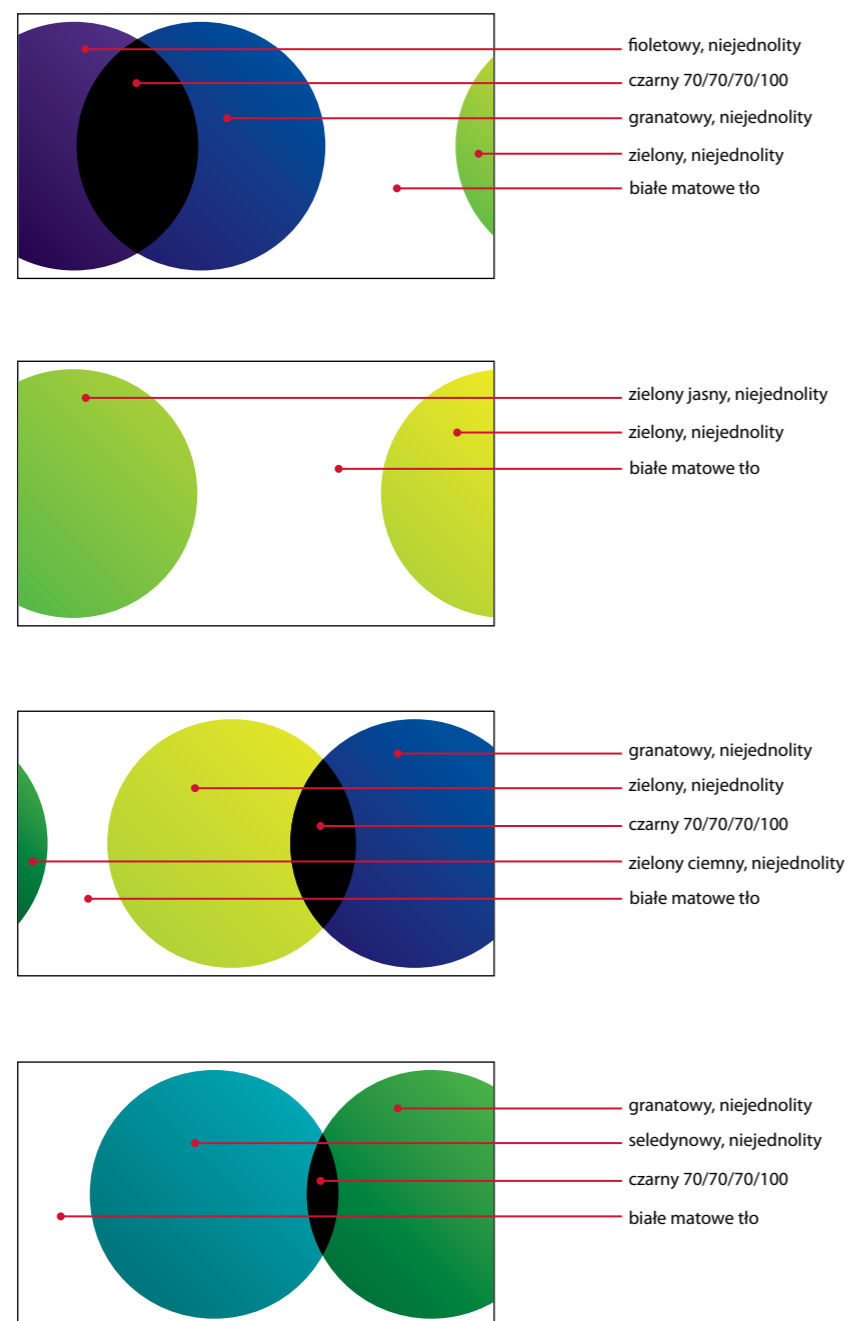 fioletowy, niejednolity
czarny 70/70/70/100
granatowy, niejednolity
zielony, niejednolity
białe matowe tło
zielony jasny, niejednolity
zielony, niejednolity
białe matowe tło
granatowy, niejednolity
zielony, niejednolity
czarny 70/70/70/100
zielony ciemny, niejednolity
białe matowe tło
granatowy, niejednolity
seledynowy, niejednolity
czarny 70/70/70/100
białe matowe tło